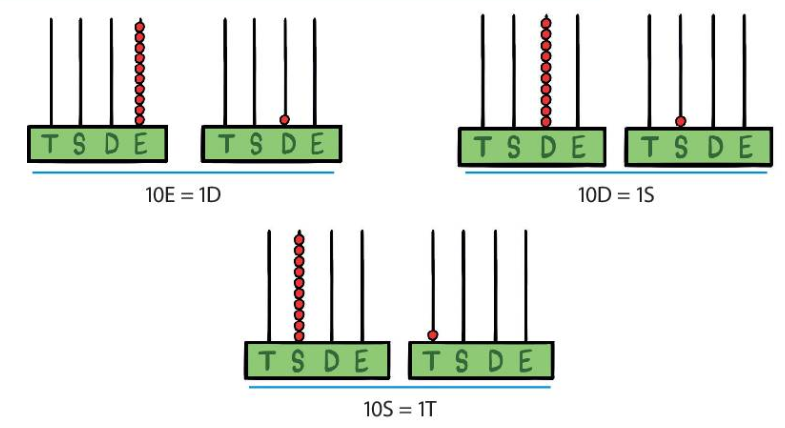 T S D E
T S D E
10E = 1D
T S D E
T S D E
10D = 1S
T S D E
T S D E
10S = 1T